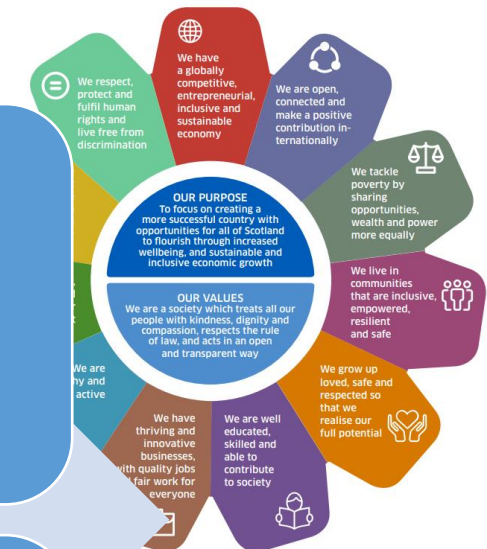 We have
a globally
competitive,
entrepreneurial,
inclusive and
sustainable
economy
We are open,
connected and
make a positive
contribution in-
ternationally
We tackle
poverty by
sharing
opportunities,
wealth and power
more equally
We live in
communities
that are inclusive,
empowered,
resilient
and safe
We grow up
loved, safe and
respected so
that we
realise our
full potential
We are well
educated,
skilled and
able to
contribute
to society
We have
thriving and
innovative
businesses,
with quality jobs
fair work for
everyone
We are
and
active
We respect,
protect and
fulfil human
rights and
live free from
discrimination
OUR PURPOSE
To focus on creating a
more successful country with
opportunities for all of Scotland
to flourish through increased
wellbeing, and sustainable and
inclusive economic growth
OUR VALUES
We are a society which treats all our
people with kindness, dignity and
compassion, respects the rule
of law, and acts in an open
and transparent way